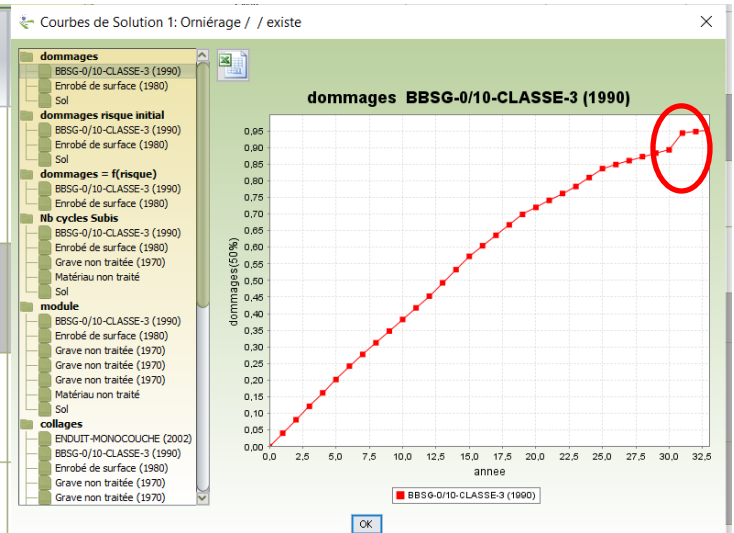 Courbes de Solution 1: Orniérage / / existe
dommages
BBSG-0/10-CLASSE-3 (1990)
Enrobé de surface (1980)
Sol
dommages risque initial
BBSG-0/10-CLASSE-3 (1990)
Enrobé de surface (1980)
Sol
dommages = f(risque)
BBSG-0/10-CLASSE-3 (1990)
Enrobé de surface (1980)
Nb cycles Subis
BBSG-0/10-CLASSE-3 (1990)
Enrobé de surface (1980)
Grave non traitée (1970)
Matériau non traité
Sol
module
BBSG-0/10-CLASSE-3 (1990)
Enrobé de surface (1980)
Grave non traitée (1970)
Grave non traitée (1970)
Grave non traitée (1970)
Matériau non traité
Sol
collages
ENDUIT-MONOCOUCHE (2002)
BBSG-0/10-CLASSE-3 (1990)
Enrobé de surface (1980)
Grave non traitée (1970)
Grave non traitée (1970)
dommages BBSG-0/10-CLASSE-3 (1990)
dommages(50%)
0,95
0,90
0,85
0,80
0,75
0,70
0,65
0,60
0,55
0,50
0,45
0,40
0,35
0,30
0,25
0,20
0,15
0,10
0,05
0,00
0,0 2,5 5,0 7,5 10,0 12,5 15,0 17,5 20,0 22,5 25,0 27,5 30,0 32,5
annee
BBSG-0/10-CLASSE-3 (1990)
OK